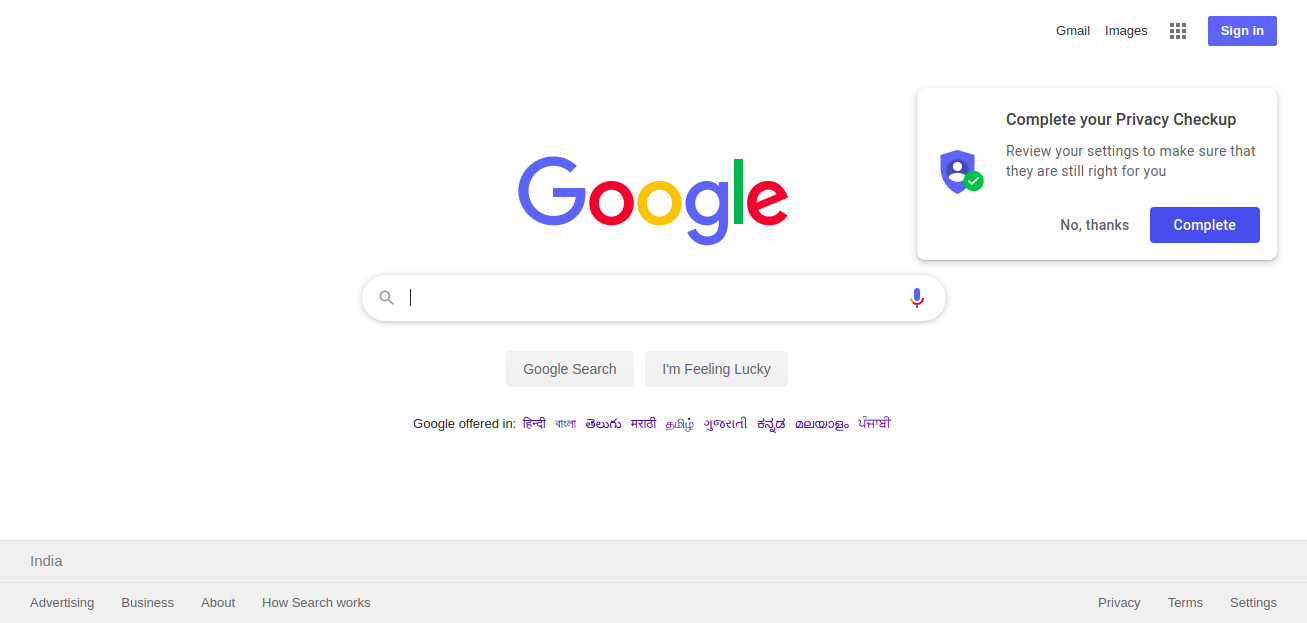 Gmail Images Sign in
Complete your Privacy Checkup
Review your settings to make sure that
they are still right for you
No, thanks Complete
Google
Google Search I'm Feeling Lucky
Google offered in: हिन्दी বাংলা తెలుగు मराठी தமிழ் ગુજરાતી ಕನ್ನಡ മലയാളം ਪੰਜਾਬੀ
India
Advertising Business About How Search works Privacy Terms Settings